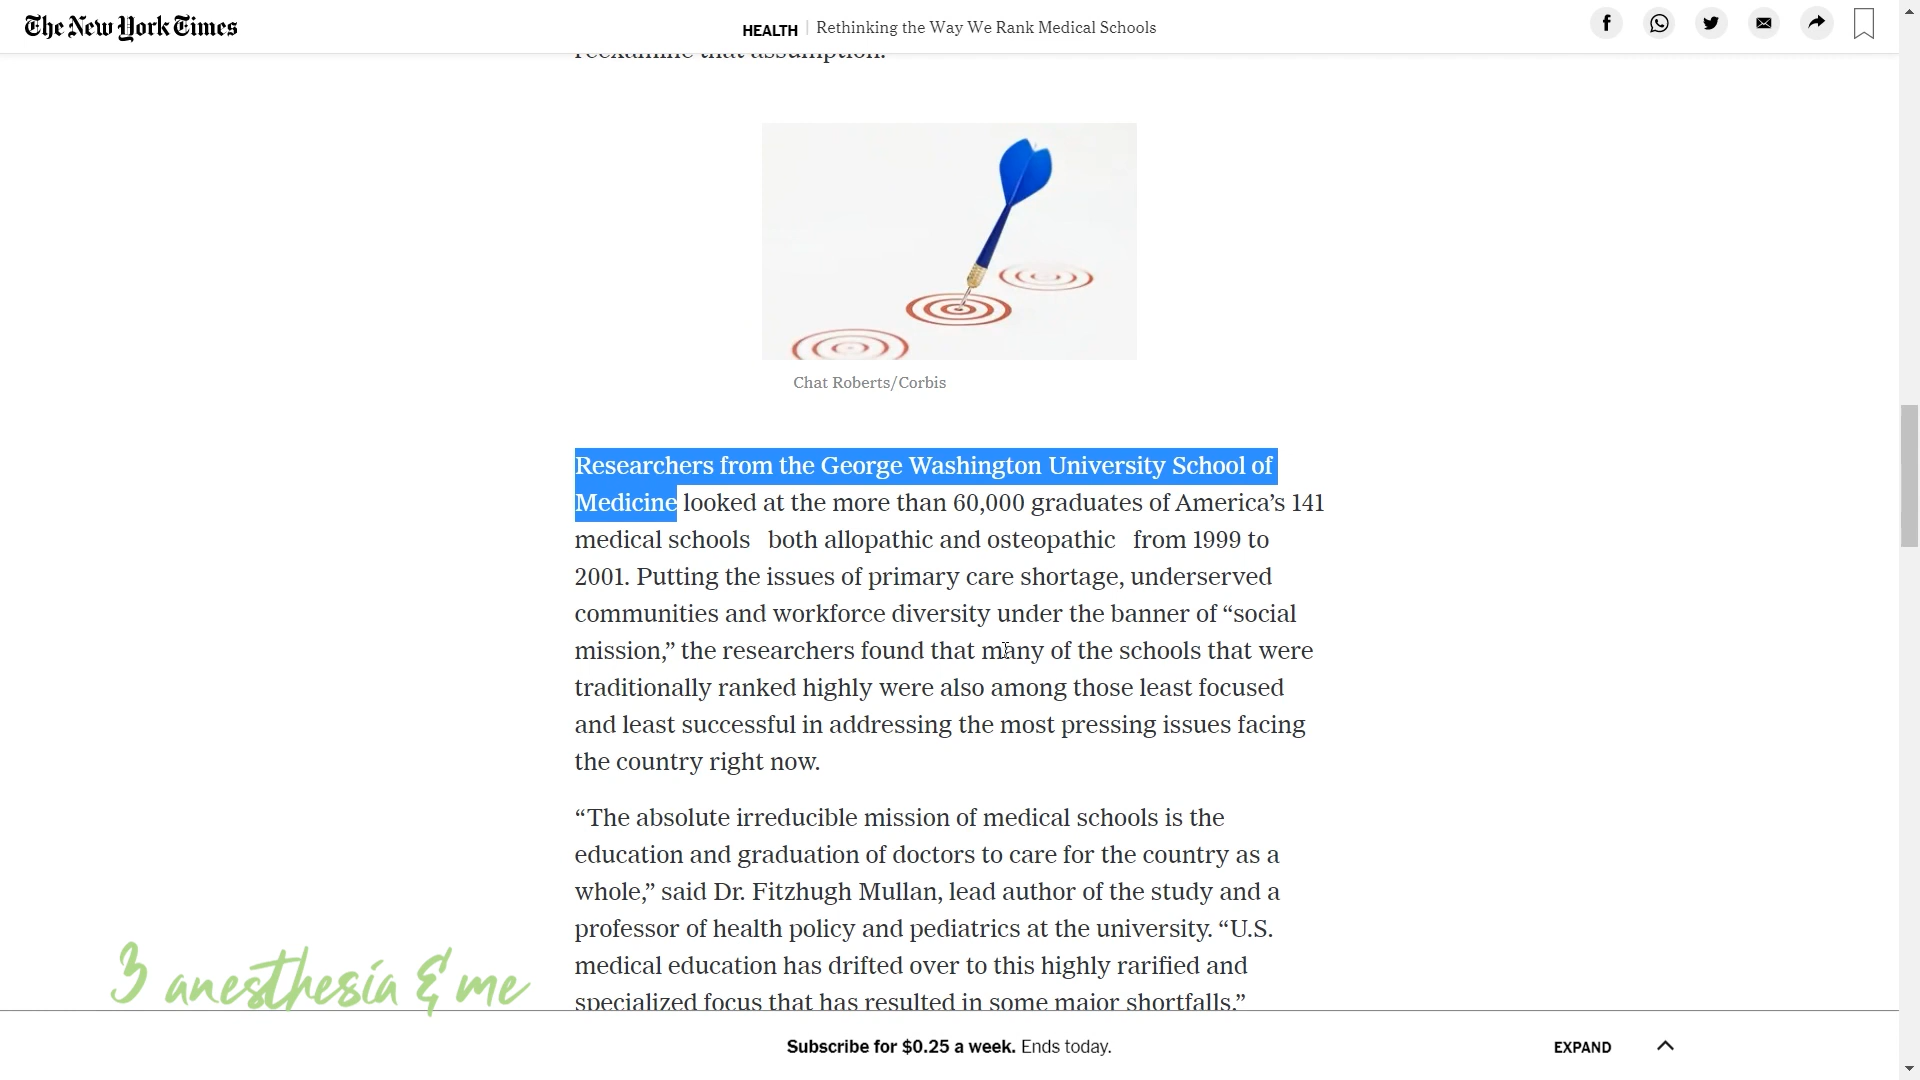 The New York Times
HEALTH | Rethinking the Way We Rank Medical Schools
reexamine that assumption.
Chat Roberts/Corbis
Researchers from the George Washington University School of
Medicine looked at the more than 60,000 graduates of America’s 141
medical schools both allopathic and osteopathic from 1999 to
2001. Putting the issues of primary care shortage, underserved
communities and workforce diversity under the banner of “social
mission,” the researchers found that many of the schools that were
traditionally ranked highly were also among those least focused
and least successful in addressing the most pressing issues facing
the country right now.
“The absolute irreducible mission of medical schools is the
education and graduation of doctors to care for the country as a
whole,” said Dr. Fitzhugh Mullan, lead author of the study and a
professor of health policy and pediatrics at the university. “U.S.
medical education has drifted over to this highly rarified and
specialized focus that has resulted in some major shortfalls.”
3 anesthesia & me
Subscribe for $0.25 a week. Ends today.
EXPAND